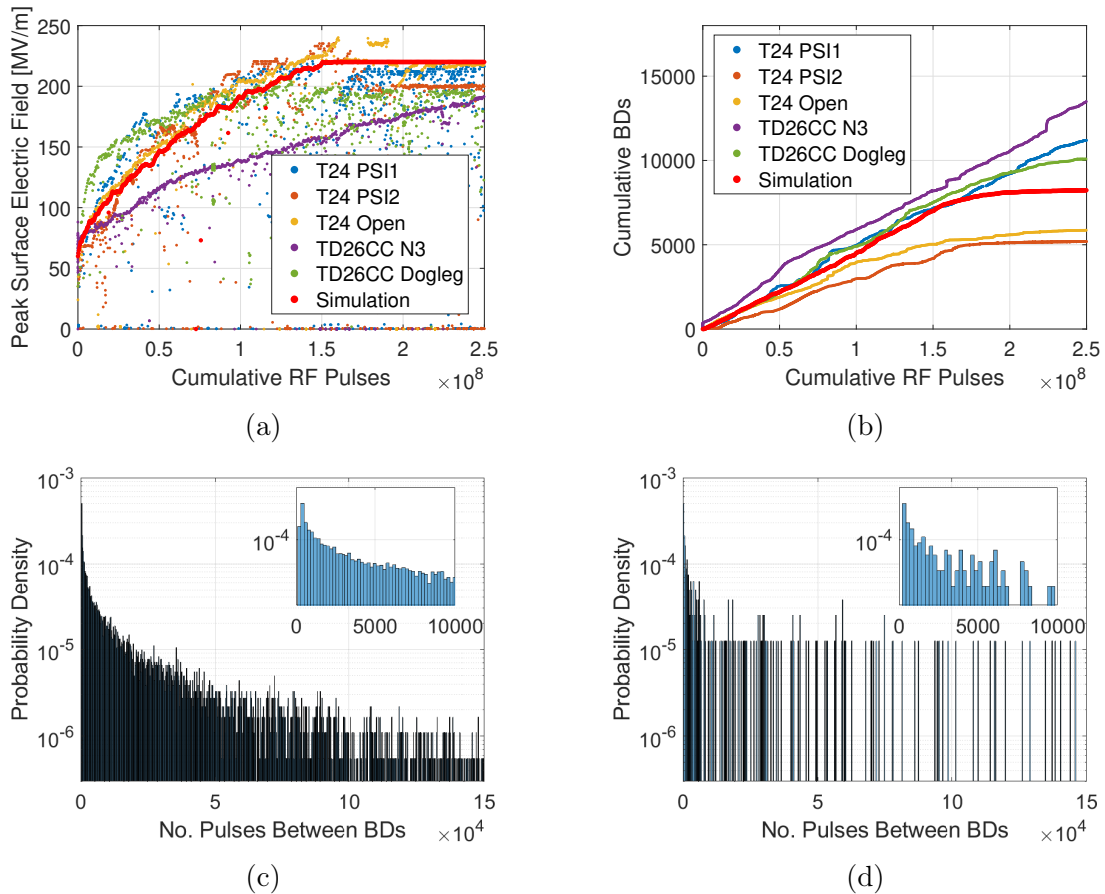 250
200
150
100
50
0
Peak Surface Electric Field [MV/m]
T24 PSI1
T24 PSI2
T24 Open
TD26CC N3
TD26CC Dogleg
Simulation
0 0.5 1 1.5 2 2.5
Cumulative RF Pulses ×10^8
(a)
15000
10000
5000
0
Cumulative BDs
T24 PSI1
T24 PSI2
T24 Open
TD26CC N3
TD26CC Dogleg
Simulation
0 0.5 1 1.5 2 2.5
Cumulative RF Pulses ×10^8
(b)
10^-3
10^-4
10^-5
10^-6
Probability Density
10^-4
0 5000 10000
0 5 10 15
No. Pulses Between BDs ×10^4
(c)
10^-3
10^-4
10^-5
10^-6
Probability Density
10^-4
0 5000 10000
0 5 10 15
No. Pulses Between BDs ×10^4
(d)